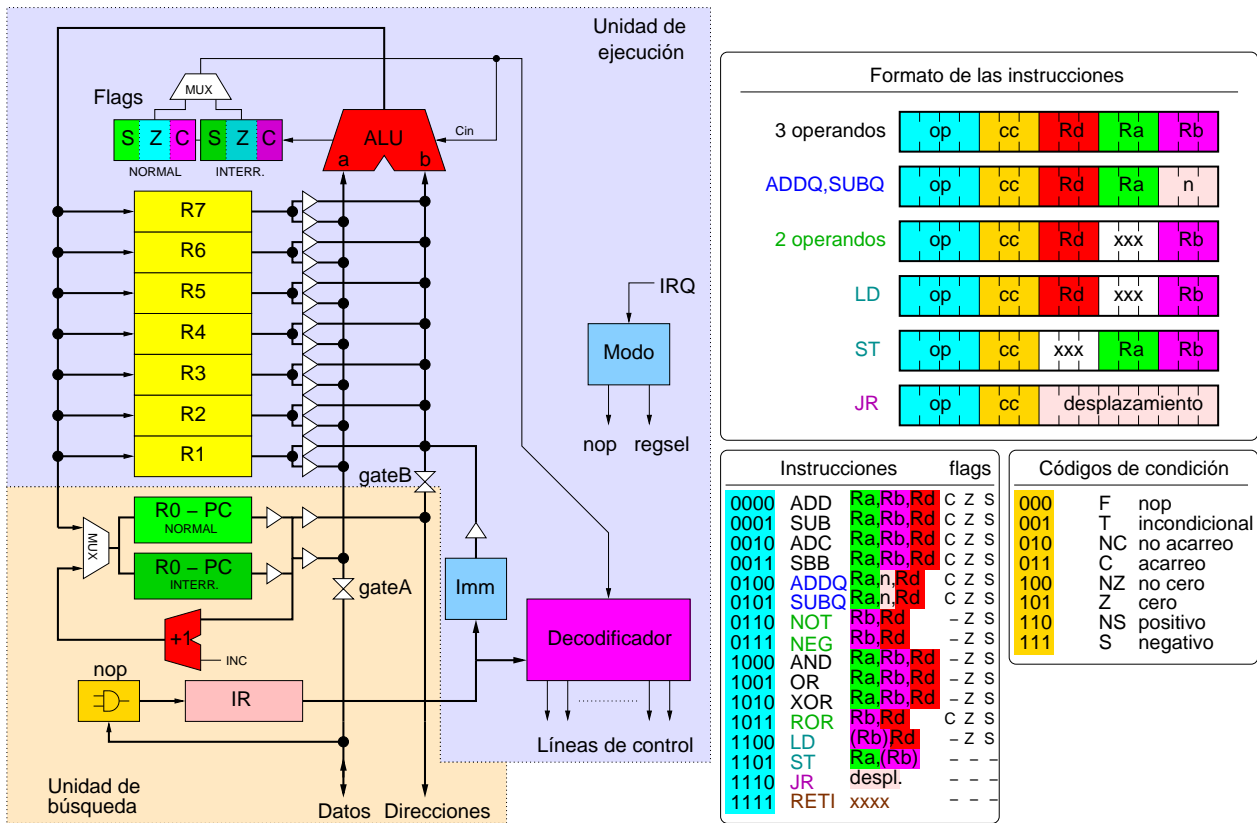 Unidad de
ejecución
MUX
Flags
S Z C S Z C
NORMAL INTERR.
ALU
a b
Cin
R7
R6
R5
R4
R3
R2
R1
IRQ
Modo
nop regsel
gateB
R0 – PC
NORMAL
MUX
R0 – PC
INTERR.
gateA
Imm
+1
INC
Decodificador
nop
IR
Líneas de control
Unidad de
búsqueda
Datos Direcciones
Formato de las instrucciones
3 operandos op cc Rd Ra Rb
ADDQ,SUBQ op cc Rd Ra n
2 operandos op cc Rd xxx Rb
LD op cc Rd xxx Rb
ST op cc xxx Ra Rb
JR op cc desplazamiento
Instrucciones flags
0000 ADD Ra,Rb,Rd C Z S
0001 SUB Ra,Rb,Rd C Z S
0010 ADC Ra,Rb,Rd C Z S
0011 SBB Ra,Rb,Rd C Z S
0100 ADDQ Ra,n,Rd C Z S
0101 SUBQ Ra,n,Rd C Z S
0110 NOT Rb,Rd – Z S
0111 NEG Rb,Rd – Z S
1000 AND Ra,Rb,Rd – Z S
1001 OR Ra,Rb,Rd – Z S
1010 XOR Ra,Rb,Rd – Z S
1011 ROR Rb,Rd C Z S
1100 LD (Rb),Rd – Z S
1101 ST Ra,(Rb) – – –
1110 JR despl. – – –
1111 RETI xxxx – – –
Códigos de condición
000 F nop
001 T incondicional
010 NC no acarreo
011 C acarreo
100 NZ no cero
101 Z cero
110 NS positivo
111 S negativo